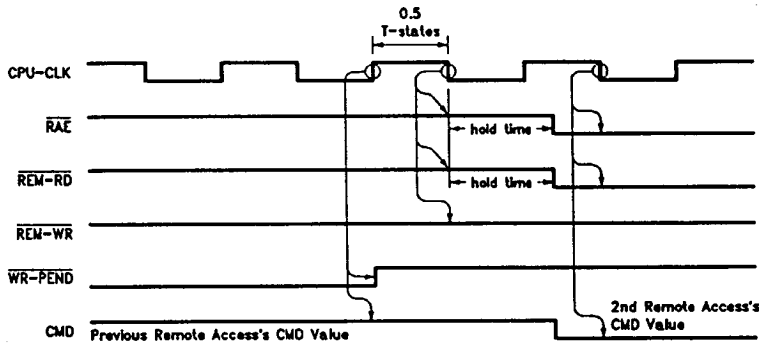 0.5
T-states
CPU-CLK
RAE
hold time
REM-RD
hold time
REM-WR
WR-PEND
2nd Remote Access's
CMD Value
CMD
Previous Remote Access's CMD Value